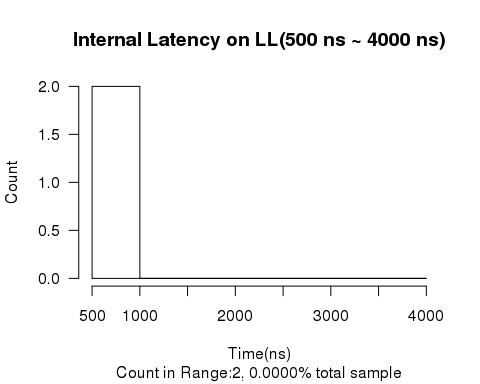 Internal Latency on LL(500 ns ~ 4000 ns)
Count
2.0
1.5
1.0
0.5
0.0
500 1000 2000 3000 4000
Time(ns)
Count in Range:2, 0.0000% total sample